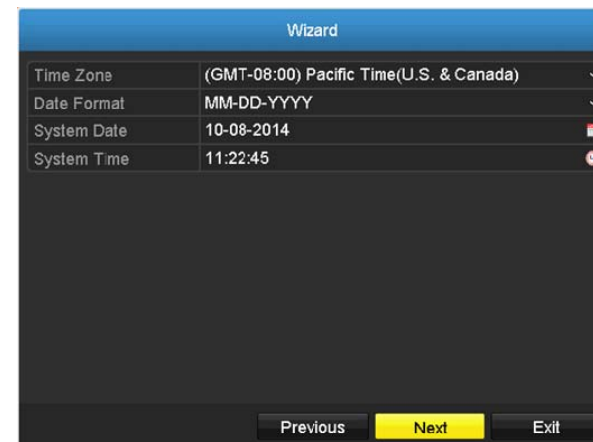 Wizard
Time Zone (GMT-08:00) Pacific Time(U.S. & Canada)
Date Format MM-DD-YYYY
System Date 10-08-2014
System Time 11:22:45
Previous Next Exit